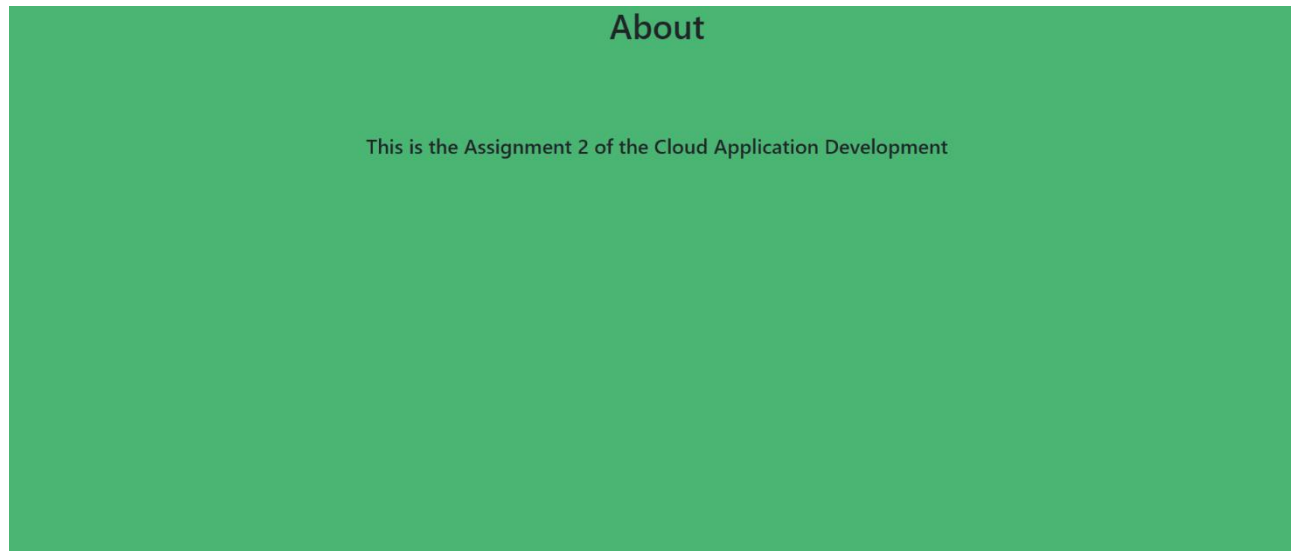 About
This is the Assignment 2 of the Cloud Application Development